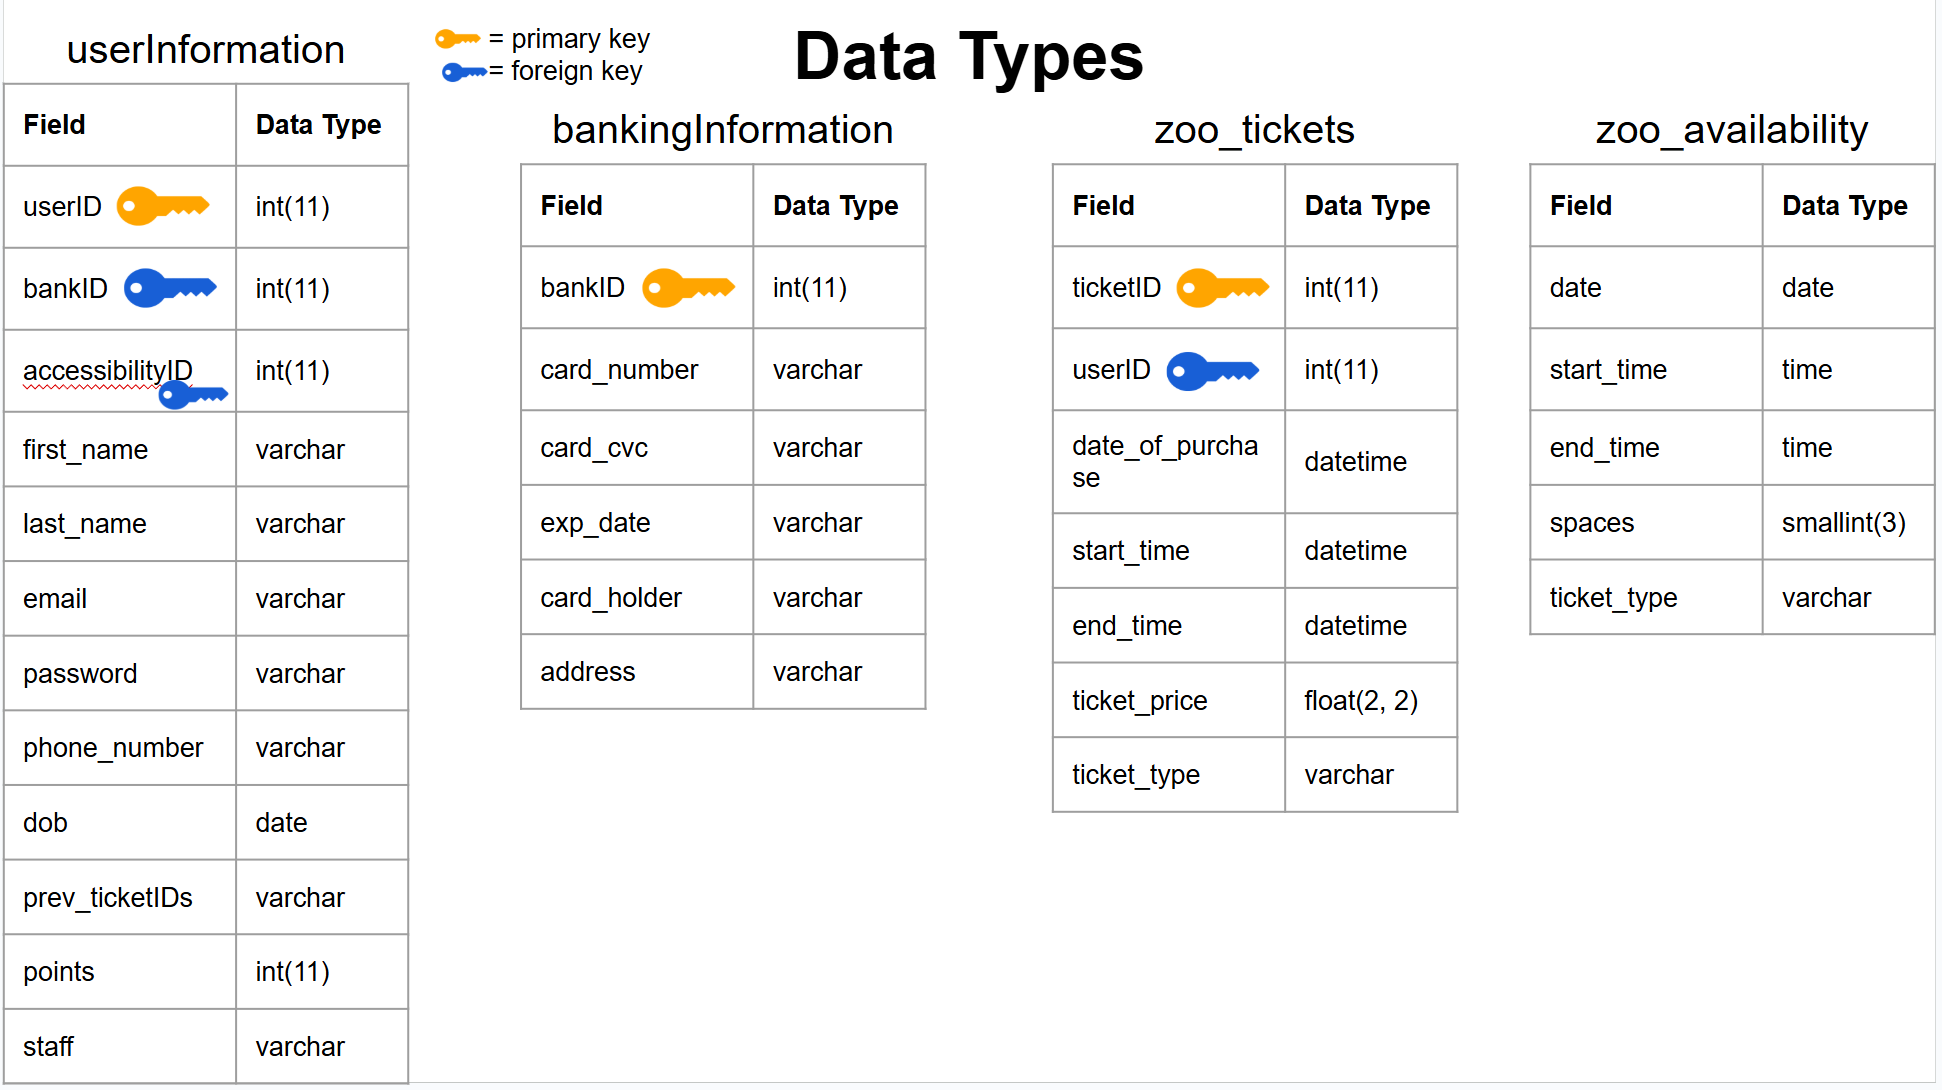 userInformation
= primary key
= foreign key
Data Types
Field Data Type
userID int(11)
bankID int(11)
accessibilityID int(11)
first_name varchar
last_name varchar
email varchar
password varchar
phone_number varchar
dob date
prev_ticketIDs varchar
points int(11)
staff varchar
bankingInformation
Field Data Type
bankID int(11)
card_number varchar
card_cvc varchar
exp_date varchar
card_holder varchar
address varchar
zoo_tickets
Field Data Type
ticketID int(11)
userID int(11)
date_of_purcha
se datetime
start_time datetime
end_time datetime
ticket_price float(2, 2)
ticket_type varchar
zoo_availability
Field Data Type
date date
start_time time
end_time time
spaces smallint(3)
ticket_type varchar